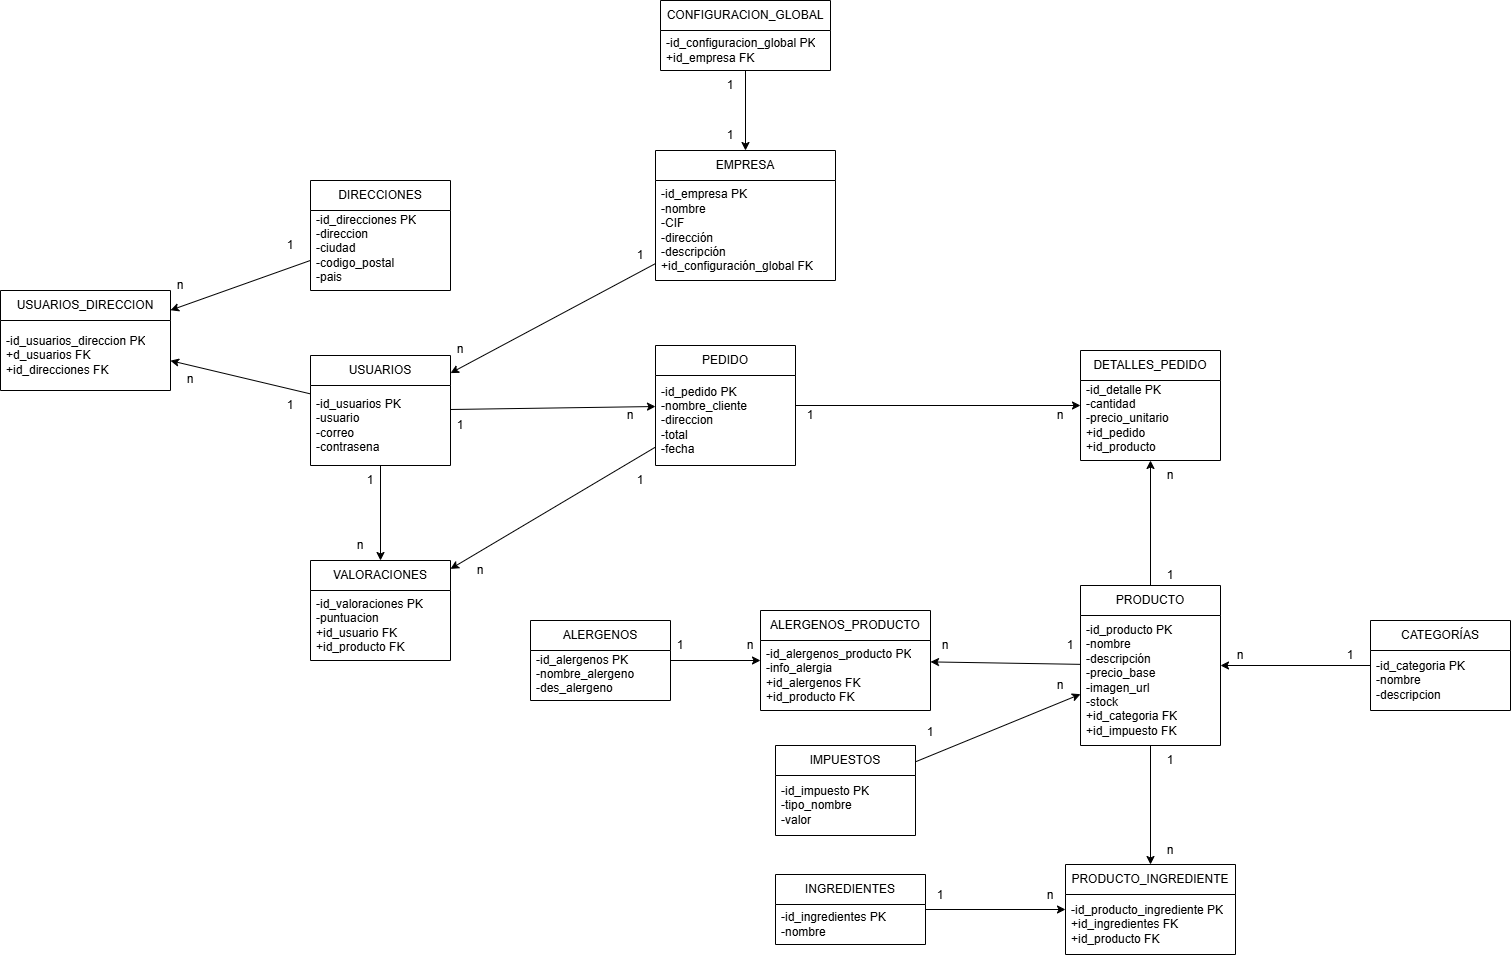 CONFIGURACION_GLOBAL
-id_configuracion_global PK
+id_empresa FK
1
1
EMPRESA
-id_empresa PK
-nombre
-CIF
-dirección
-descripción
+id_configuración_global FK
1
n
DIRECCIONES
-id_direcciones PK
-direccion
-ciudad
-codigo_postal
-pais
1
n
USUARIOS_DIRECCION
-id_usuarios_direccion PK
+d_usuarios FK
+id_direcciones FK
n
1
USUARIOS
-id_usuarios PK
-usuario
-correo
-contrasena
1
n
PEDIDO
-id_pedido PK
-nombre_cliente
-direccion
-total
-fecha
1
n
DETALLES_PEDIDO
-id_detalle PK
-cantidad
-precio_unitario
+id_pedido
+id_producto
n
1
1
n
1
n
VALORACIONES
-id_valoraciones PK
-puntuacion
+id_usuario FK
+id_producto FK
ALERGENOS
-id_alergenos PK
-nombre_alergeno
-des_alergeno
1
n
ALERGENOS_PRODUCTO
-id_alergenos_producto PK
-info_alergia
+id_alergenos FK
+id_producto FK
n
1
PRODUCTO
-id_producto PK
-nombre
-descripción
-precio_base
-imagen_url
-stock
+id_categoria FK
+id_impuesto FK
n
1
CATEGORÍAS
-id_categoria PK
-nombre
-descripcion
n
1
IMPUESTOS
-id_impuesto PK
-tipo_nombre
-valor
1
n
INGREDIENTES
-id_ingredientes PK
-nombre
1
n
PRODUCTO_INGREDIENTE
-id_producto_ingrediente PK
+id_ingredientes FK
+id_producto FK